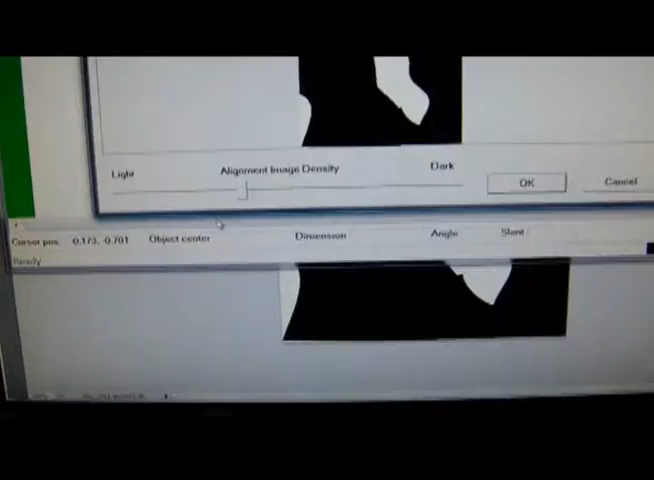 Light Alignment Image Density Dark
OK Cancel
Cursor pos: 0.173, 0.701 Object center Dimension Angle Slant
Ready